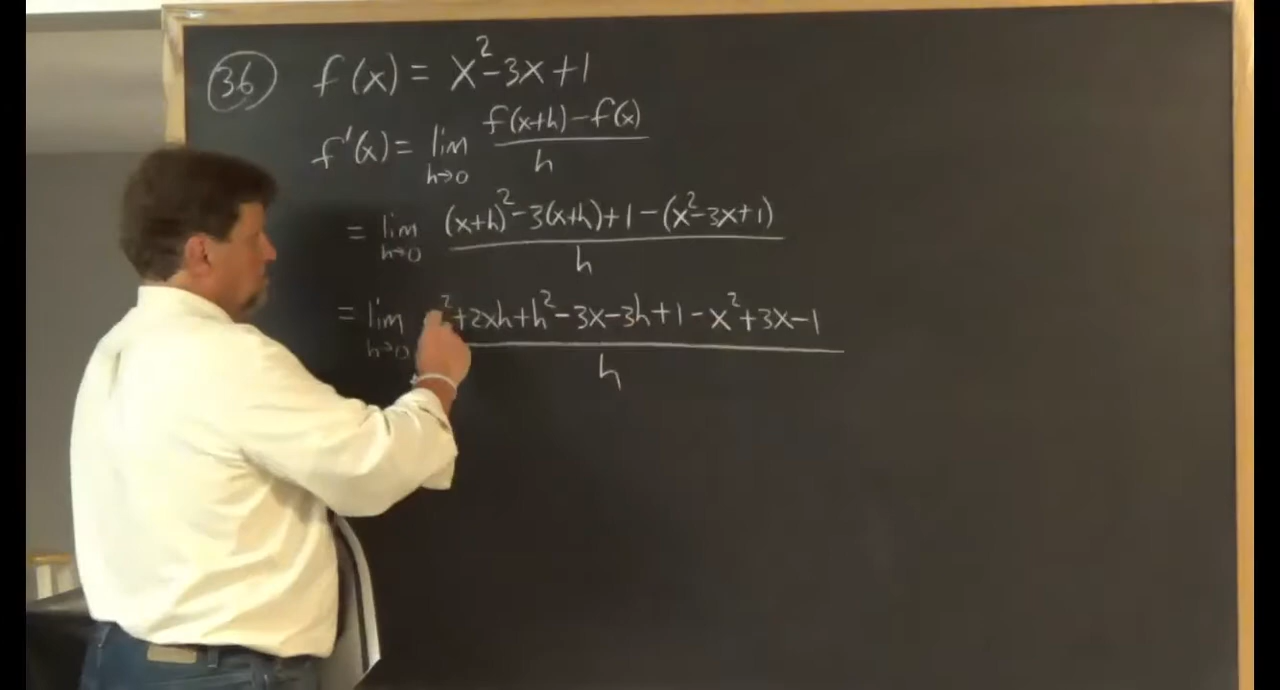 36 f(x) = x²-3x+1
f'(x) = lim h→0 f(x+h)-f(x) / h
= lim h→0 (x+h)²-3(x+h)+1-(x²-3x+1) / h
= lim h→0 ²+2xh+h²-3x-3h+1-x²+3x-1 / h